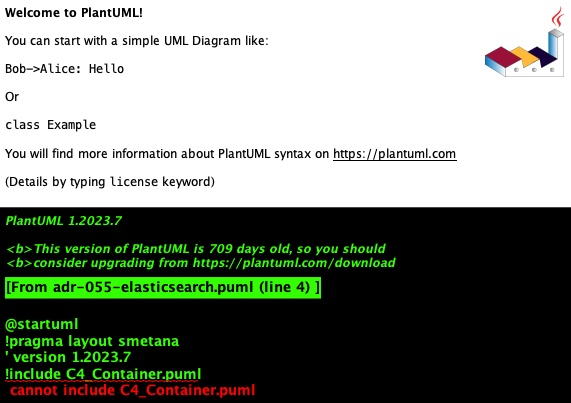 Welcome to PlantUML!
You can start with a simple UML Diagram like:
Bob->Alice: Hello
Or
class Example
You will find more information about PlantUML syntax on https://plantuml.com
(Details by typing license keyword)
PlantUML 1.2023.7
<b>This version of PlantUML is 709 days old, so you should
<b>consider upgrading from https://plantuml.com/download
[From adr-055-elasticsearch.puml (line 4) ]
@startuml
!pragma layout smetana
' version 1.2023.7
!include C4_Container.puml
cannot include C4_Container.puml